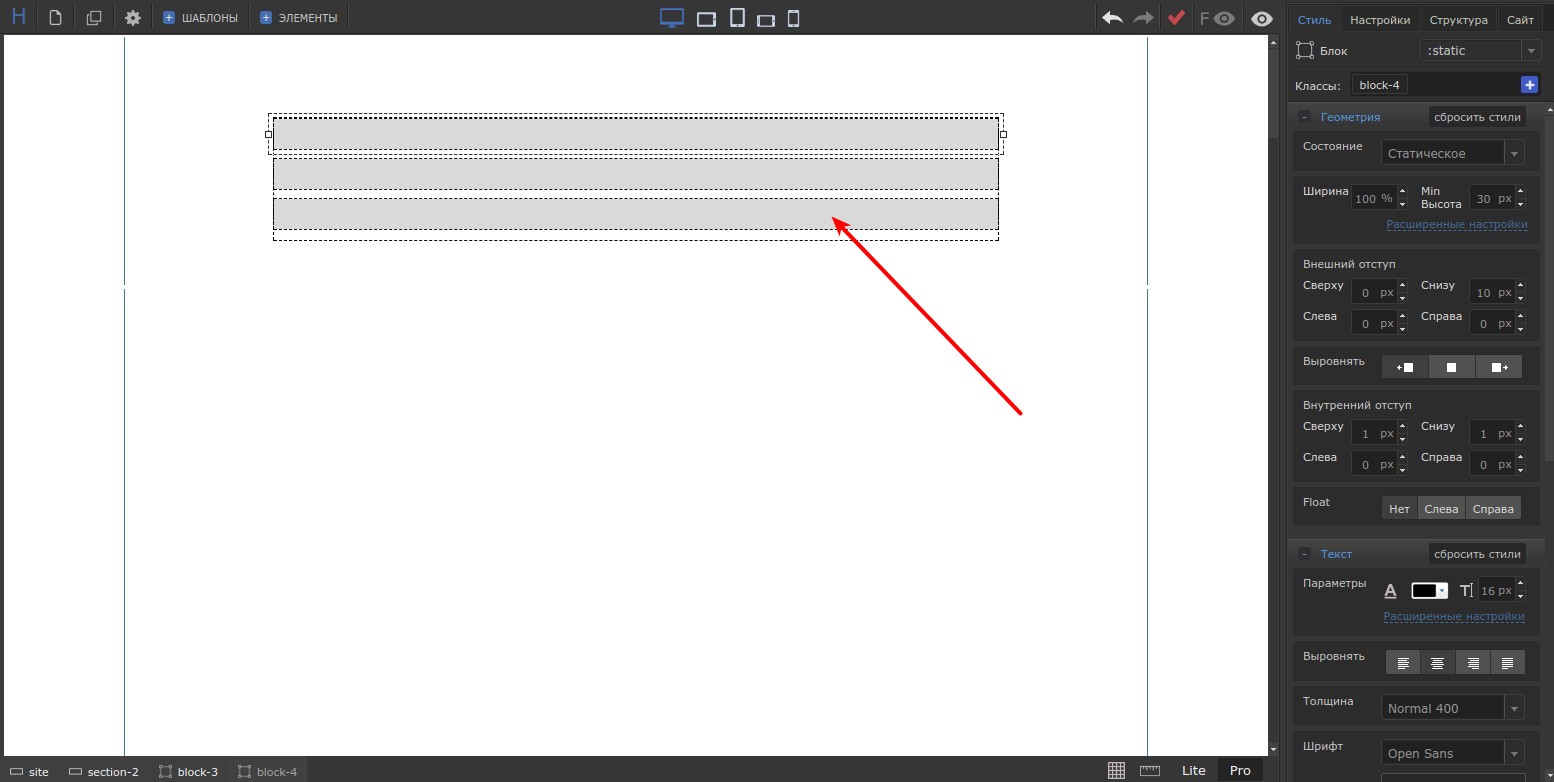 H ШАБЛОНЫ ЭЛЕМЕНТЫ F
Стиль Настройки Структура Сайт
Блок :static
Классы: block-4
- Геометрия сбросить стили
Состояние Статическое
Ширина 100 % Min Высота 30 px
Расширенные настройки
Внешний отступ
Сверху 0 px Снизу 10 px
Слева 0 px Справа 0 px
Выровнять
Внутренний отступ
Сверху 1 px Снизу 1 px
Слева 0 px Справа 0 px
Float Нет Слева Справа
- Текст сбросить стили
Параметры A T 16 px
Расширенные настройки
Выровнять
Толщина Normal 400
Шрифт Open Sans
site section-2 block-3 block-4 Lite Pro